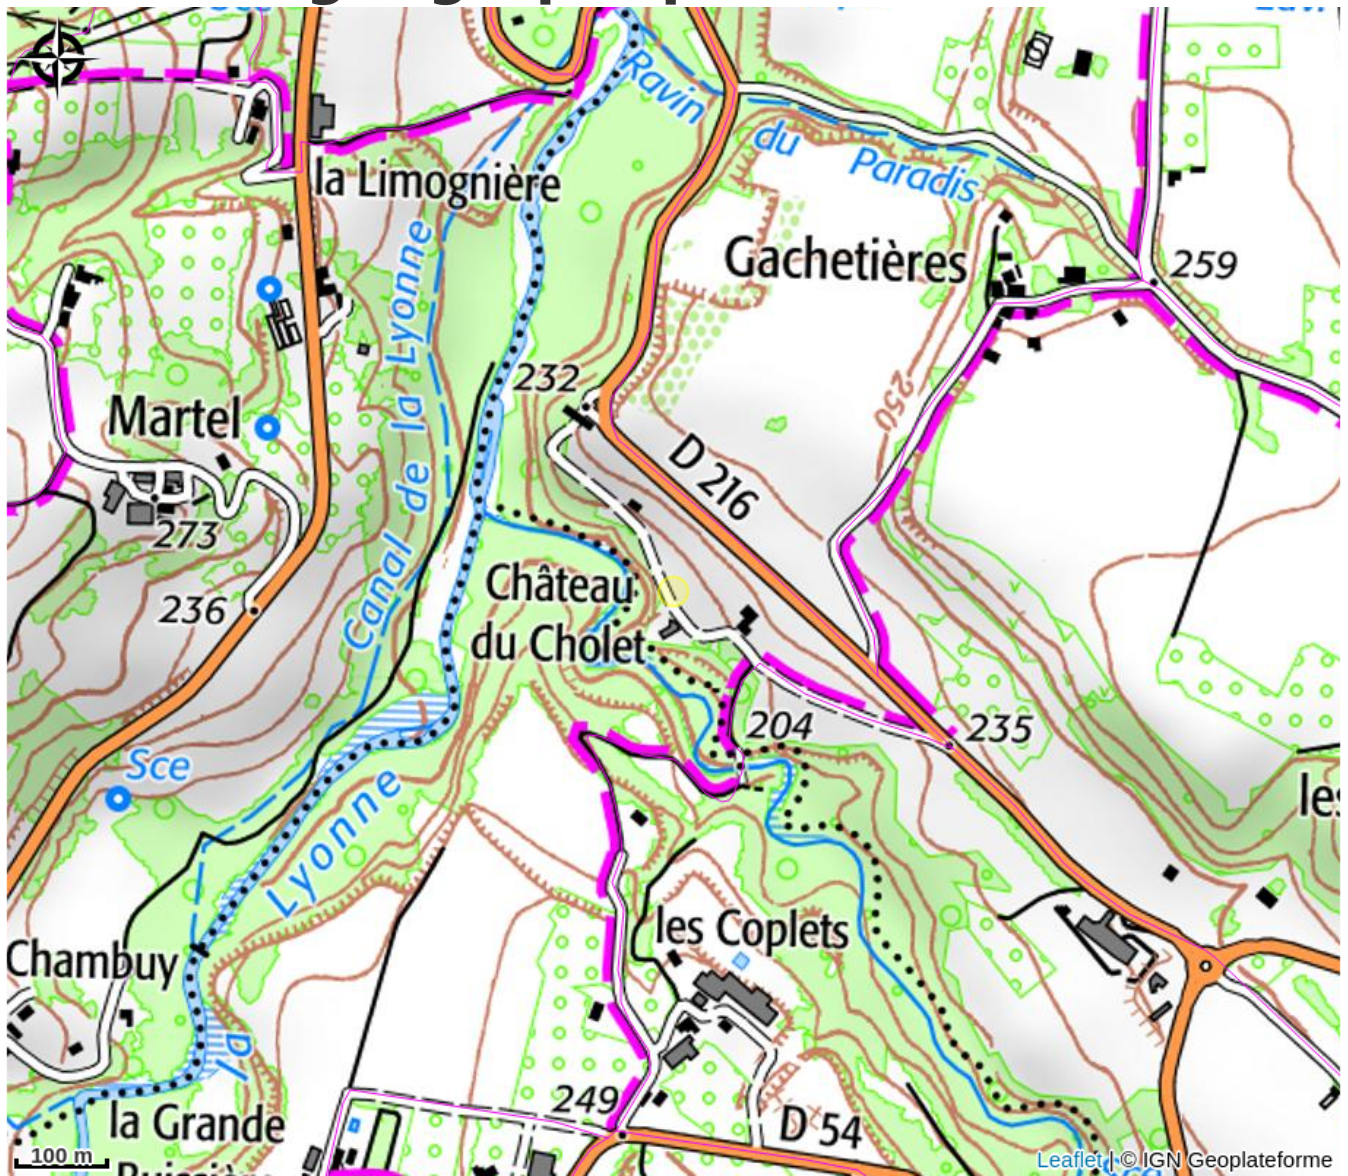 Ravin
du Paradis
la Limognière
Gachetières
259
Canal de la Lyonne
232
250
Martel
D 216
273
Château
du Cholet
236
204
235
Sce
Lyonne
les Coplets
Chambuy
249
la Grande
D 54
100 m
Leaflet | © IGN Geoplateforme